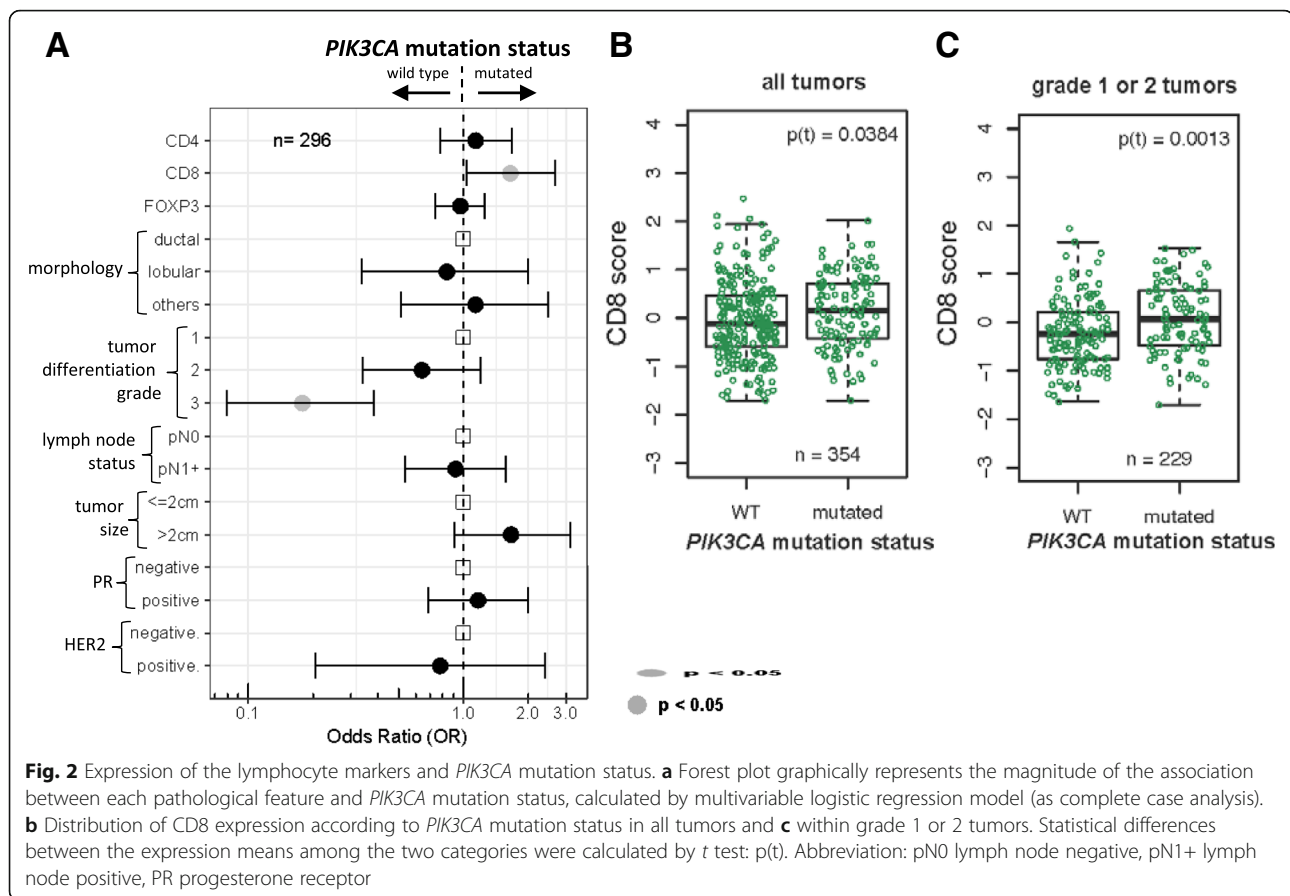 A
PIK3CA mutation status
wild type
mutated
n= 296
CD4
CD8
FOXP3
morphology
ductal
lobular
others
tumor
differentiation
grade
1
2
3
lymph node
status
pN0
pN1+
tumor
size
<=2cm
>2cm
PR
negative
positive
HER2
negative.
positive.
0.1
1.0
2.0
3.0
Odds Ratio (OR)
p < 0.05
p < 0.05
B
all tumors
p(t) = 0.0384
CD8 score
4
3
2
1
0
-1
-2
-3
n = 354
WT
mutated
PIK3CA mutation status
C
grade 1 or 2 tumors
p(t) = 0.0013
CD8 score
4
3
2
1
0
-1
-2
-3
n = 229
WT
mutated
PIK3CA mutation status
Fig. 2 Expression of the lymphocyte markers and PIK3CA mutation status. a Forest plot graphically represents the magnitude of the association
between each pathological feature and PIK3CA mutation status, calculated by multivariable logistic regression model (as complete case analysis).
b Distribution of CD8 expression according to PIK3CA mutation status in all tumors and c within grade 1 or 2 tumors. Statistical differences
between the expression means among the two categories were calculated by t test: p(t). Abbreviation: pN0 lymph node negative, pN1+ lymph
node positive, PR progesterone receptor